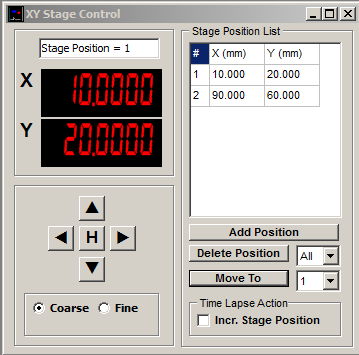 XY Stage Control
Stage Position = 1
X 10.0000
Y 20.0000
H
Coarse Fine
Stage Position List
# X (mm) Y (mm)
1 10.000 20.000
2 90.000 60.000
Add Position
Delete Position All
Move To 1
Time Lapse Action
Incr. Stage Position